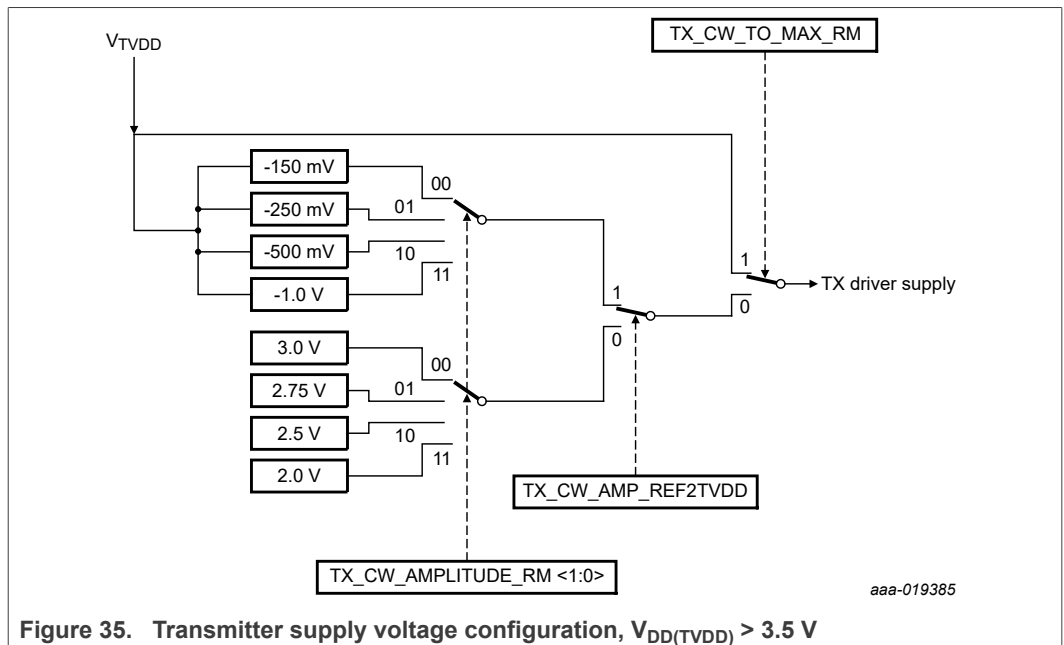 V_TVDD
TX_CW_TO_MAX_RM
-150 mV
00
-250 mV
01
-500 mV
10
-1.0 V
11
1
0
TX driver supply
1
0
3.0 V
00
2.75 V
01
2.5 V
10
2.0 V
11
TX_CW_AMP_REF2TVDD
TX_CW_AMPLITUDE_RM <1:0>
aaa-019385
Figure 35. Transmitter supply voltage configuration, V_DD(TVDD) > 3.5 V